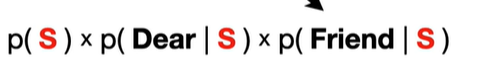 p( S ) × p( Dear | S ) × p( Friend | S )